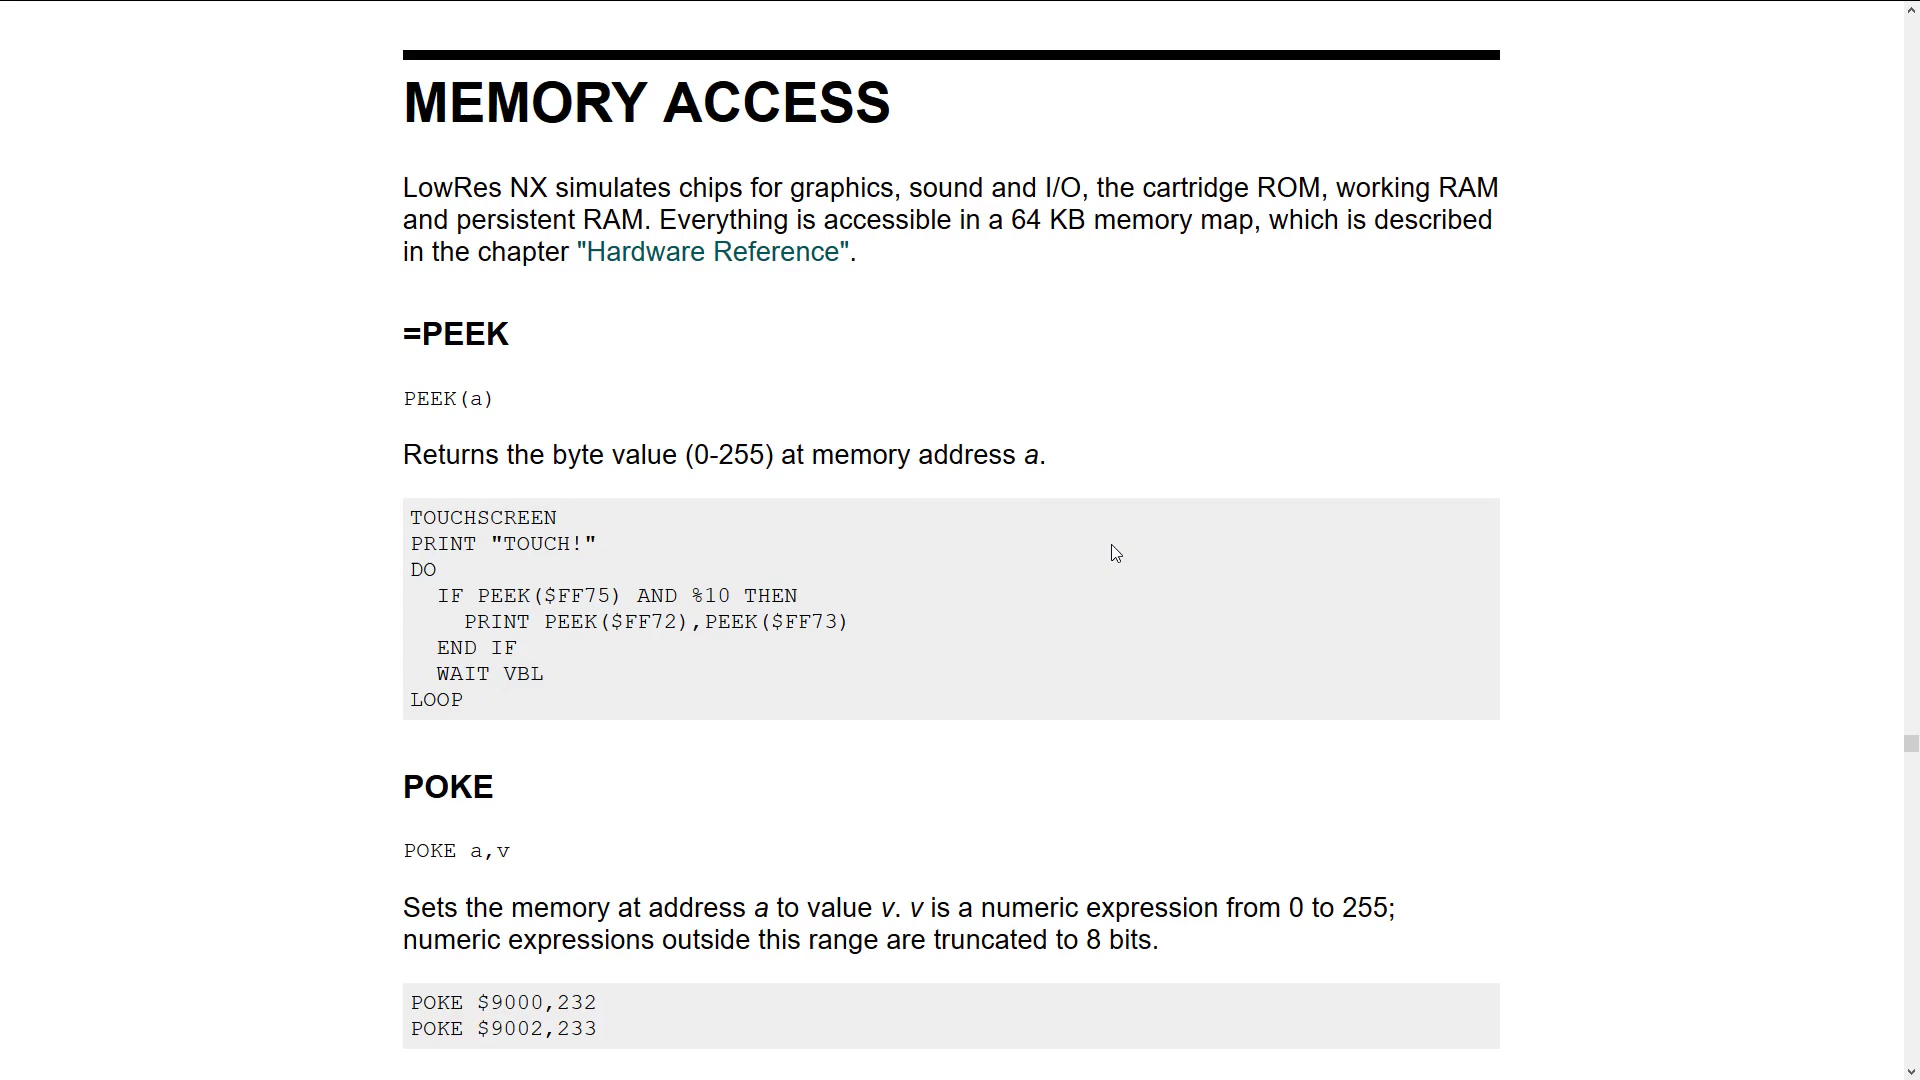 MEMORY ACCESS
LowRes NX simulates chips for graphics, sound and I/O, the cartridge ROM, working RAM
and persistent RAM. Everything is accessible in a 64 KB memory map, which is described
in the chapter "Hardware Reference".
=PEEK
PEEK(a)
Returns the byte value (0-255) at memory address a.
TOUCHSCREEN
PRINT "TOUCH!"
DO
  IF PEEK($FF75) AND %10 THEN
    PRINT PEEK($FF72),PEEK($FF73)
  END IF
  WAIT VBL
LOOP
POKE
POKE a,v
Sets the memory at address a to value v. v is a numeric expression from 0 to 255;
numeric expressions outside this range are truncated to 8 bits.
POKE $9000,232
POKE $9002,233